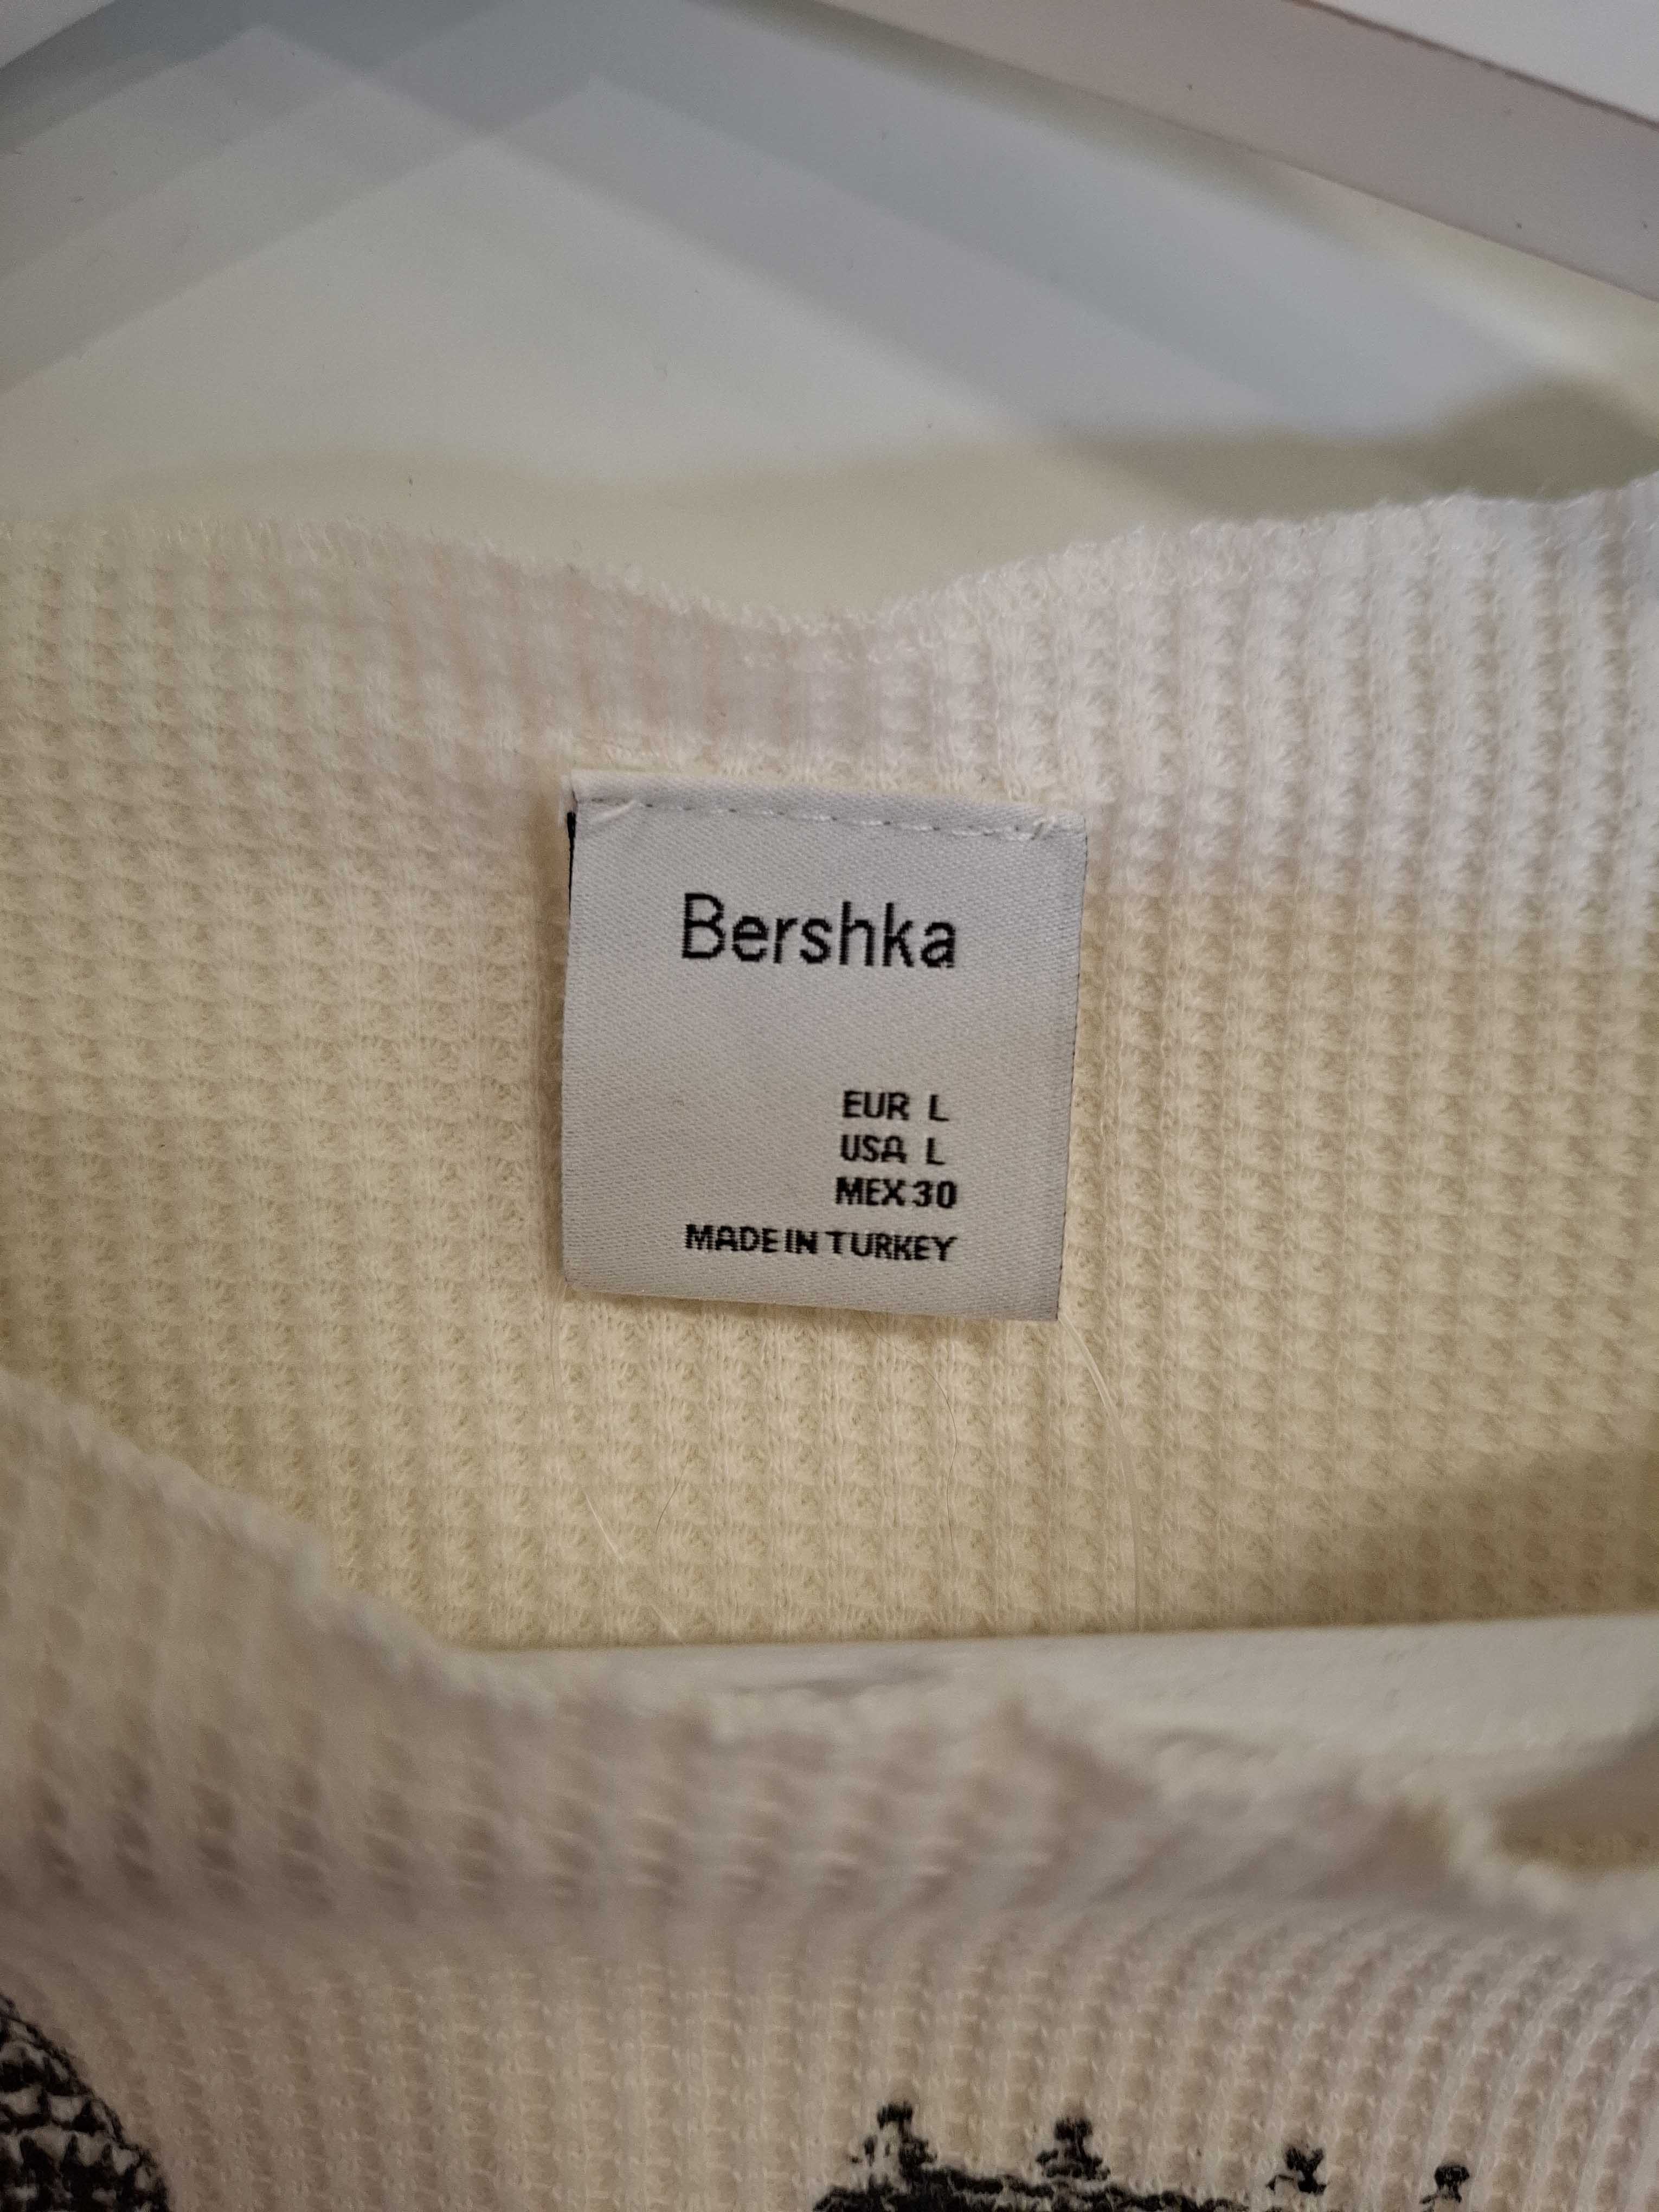 Bershka
EUR L
USA L
MEX 30
MADE IN TURKEY